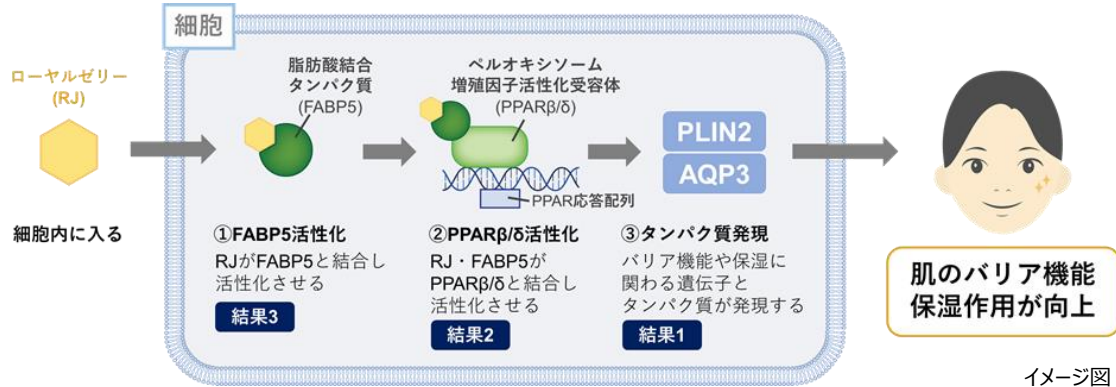 細胞
ローヤルゼリー
(RJ)
細胞内に入る
脂肪酸結合
タンパク質
(FABP5)
①FABP5活性化
RJがFABP5と結合し
活性化させる
結果3
ペルオキシソーム
増殖因子活性化受容体
(PPARβ/δ)
PPAR応答配列
②PPARβ/δ活性化
RJ・FABP5が
PPARβ/δと結合し
活性化させる
結果2
PLIN2
AQP3
③タンパク質発現
バリア機能や保湿に
関わる遺伝子と
タンパク質が発現する
結果1
肌のバリア機能
保湿作用が向上
イメージ図